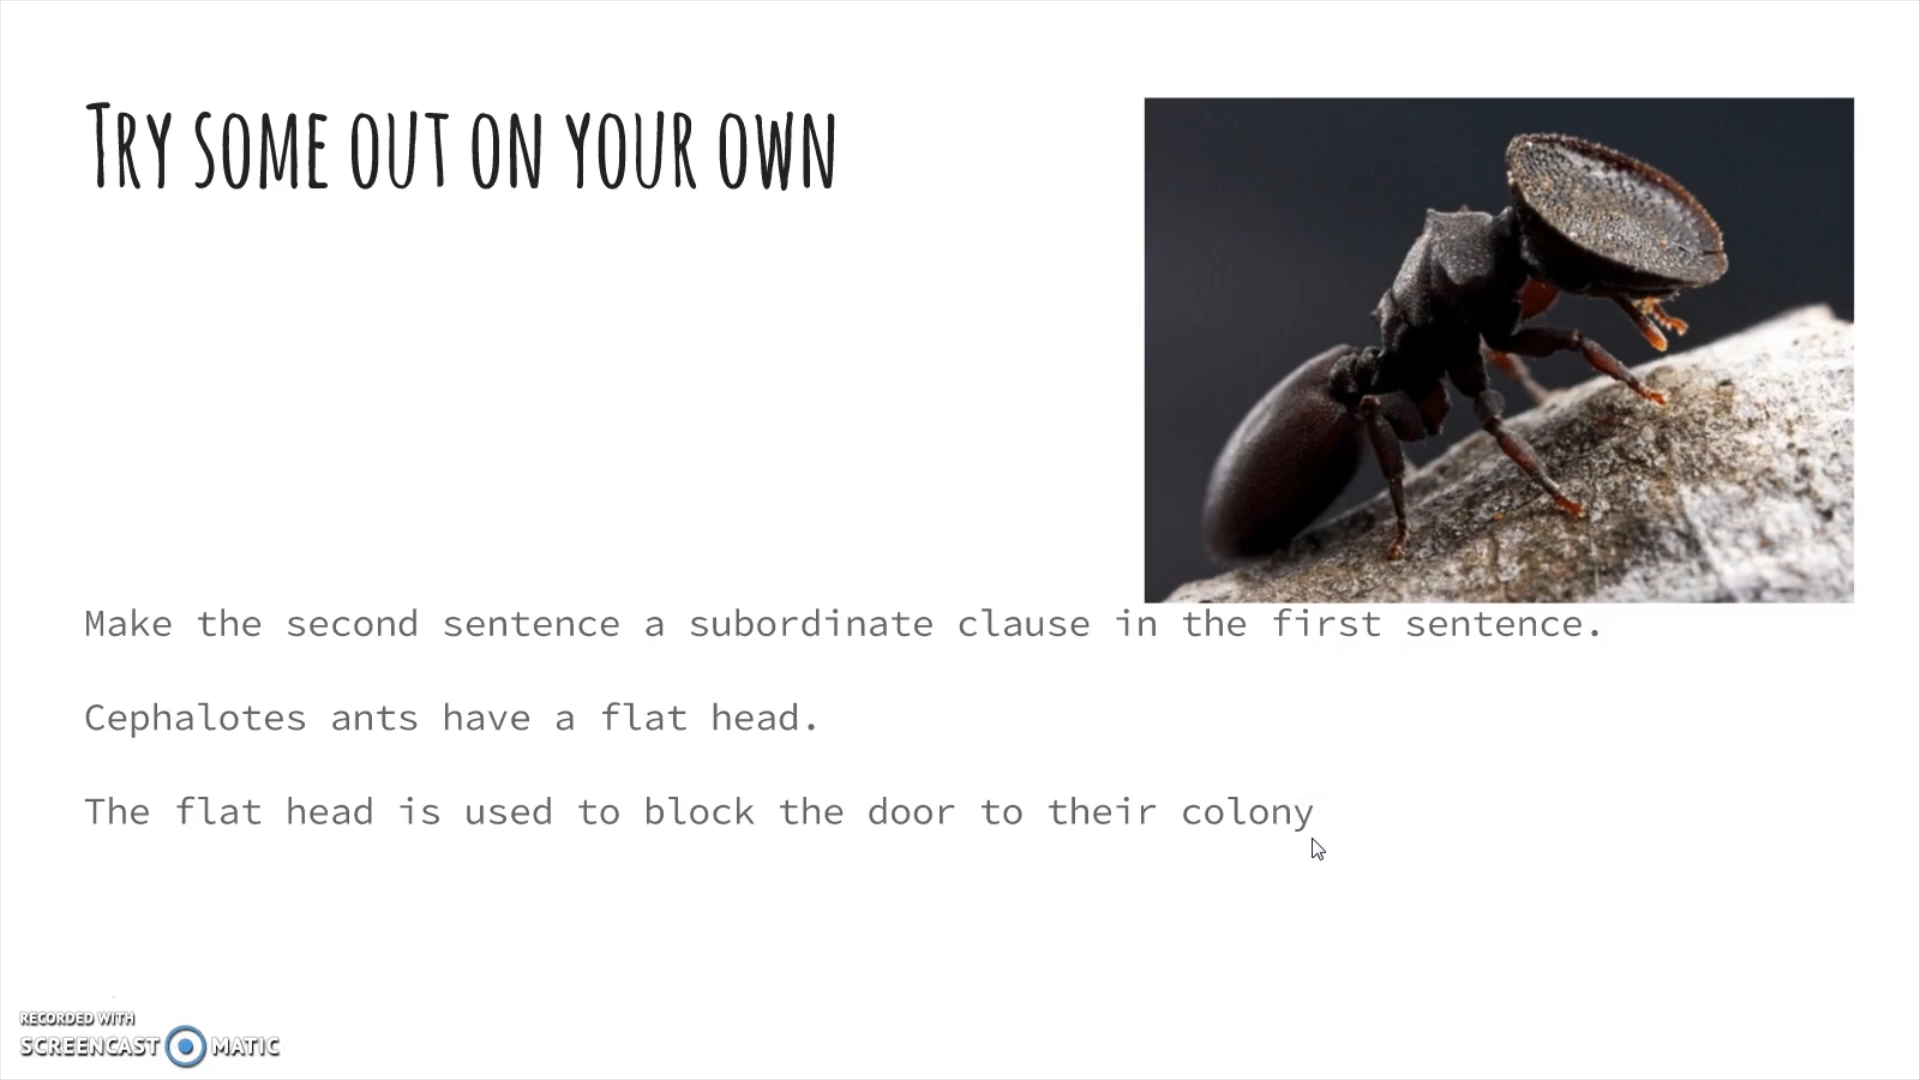 Try some out on your own
Make the second sentence a subordinate clause in the first sentence.
Cephalotes ants have a flat head.
The flat head is used to block the door to their colony
RECORDED WITH
SCREENCAST MATIC